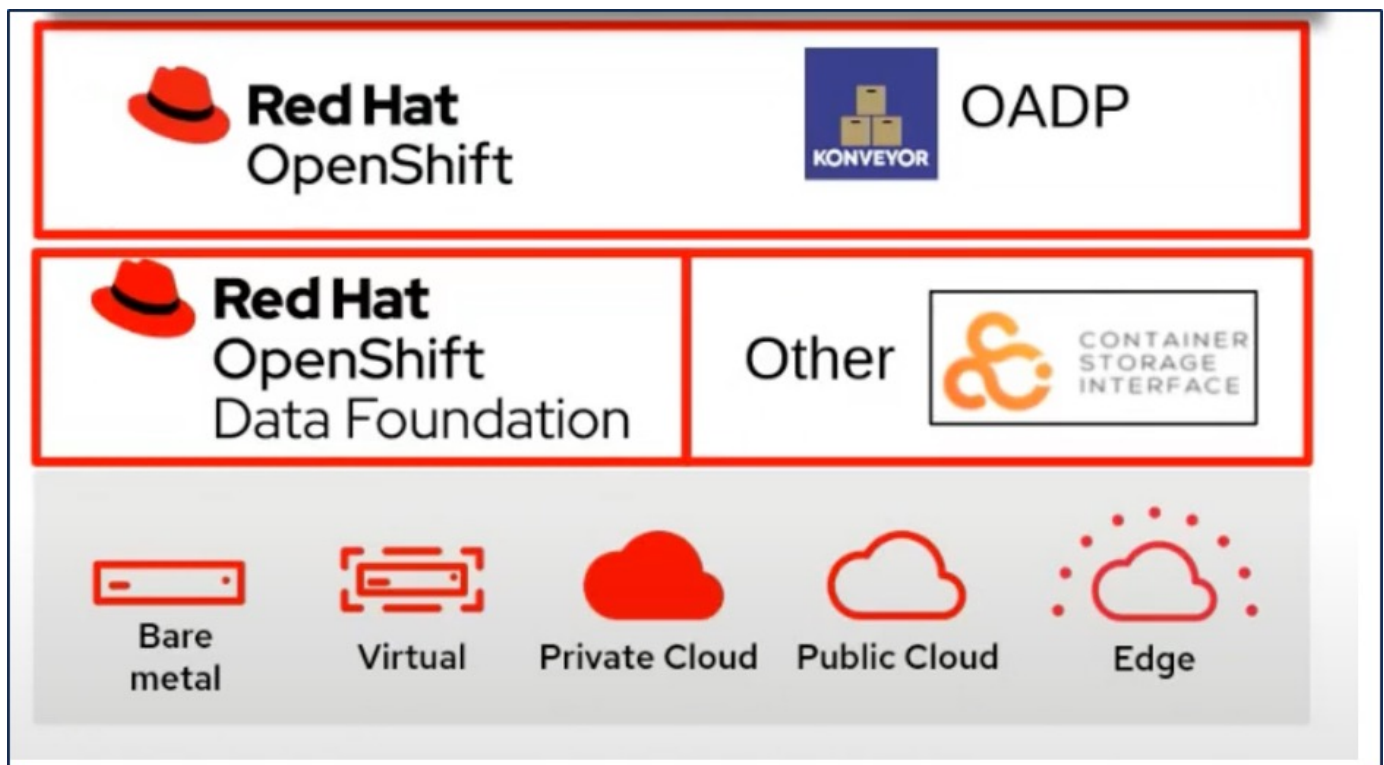 Red Hat
OpenShift
KONVEYOR
OADP
Red Hat
OpenShift
Data Foundation
Other
CONTAINER
STORAGE
INTERFACE
Bare
metal
Virtual
Private Cloud
Public Cloud
Edge